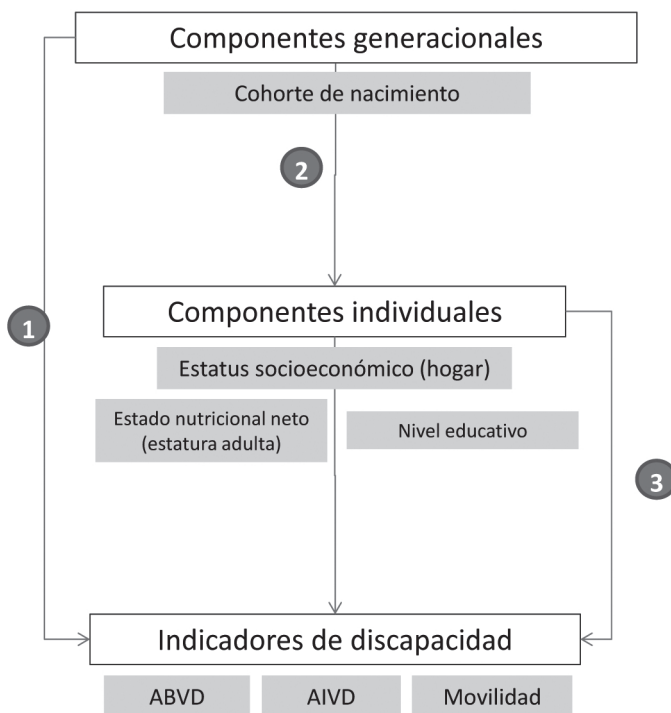 Componentes generacionales
Cohorte de nacimiento
2
1
Componentes individuales
Estatus socioeconómico (hogar)
Estado nutricional neto
(estatura adulta)
Nivel educativo
3
Indicadores de discapacidad
ABVD
AIVD
Movilidad